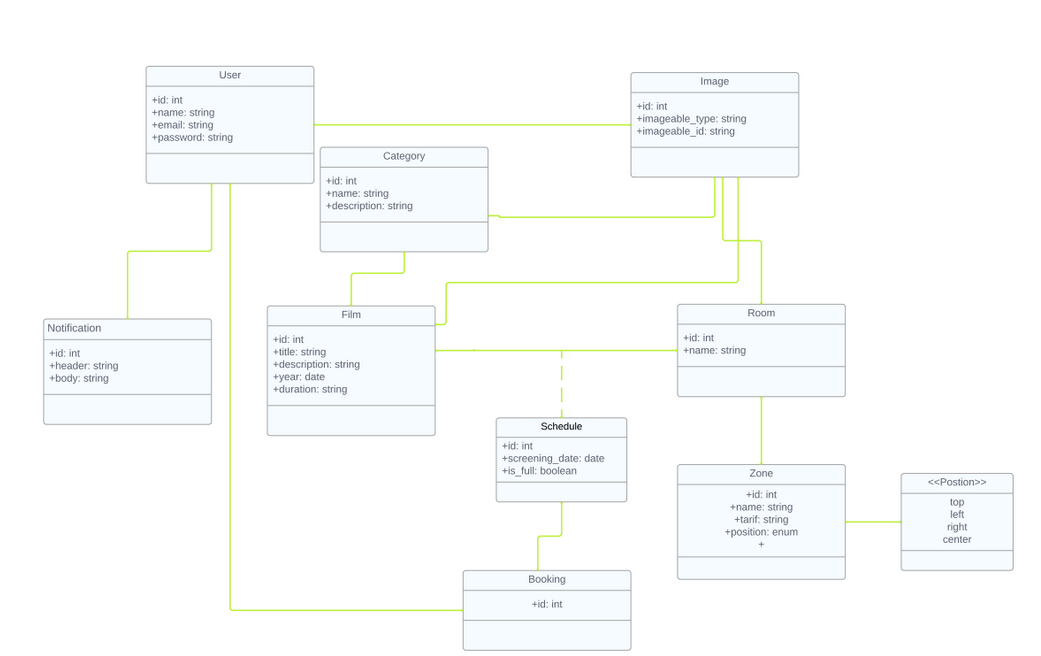 User
+id: int
+name: string
+email: string
+password: string
Image
+id: int
+imageable_type: string
+imageable_id: string
Category
+id: int
+name: string
+description: string
Notification
+id: int
+header: string
+body: string
Film
+id: int
+title: string
+description: string
+year: date
+duration: string
Room
+id: int
+name: string
Schedule
+id: int
+screening_date: date
+is_full: boolean
Zone
+id: int
+name: string
+tarif: string
+position: enum
+
<<Postion>>
top
left
right
center
Booking
+id: int